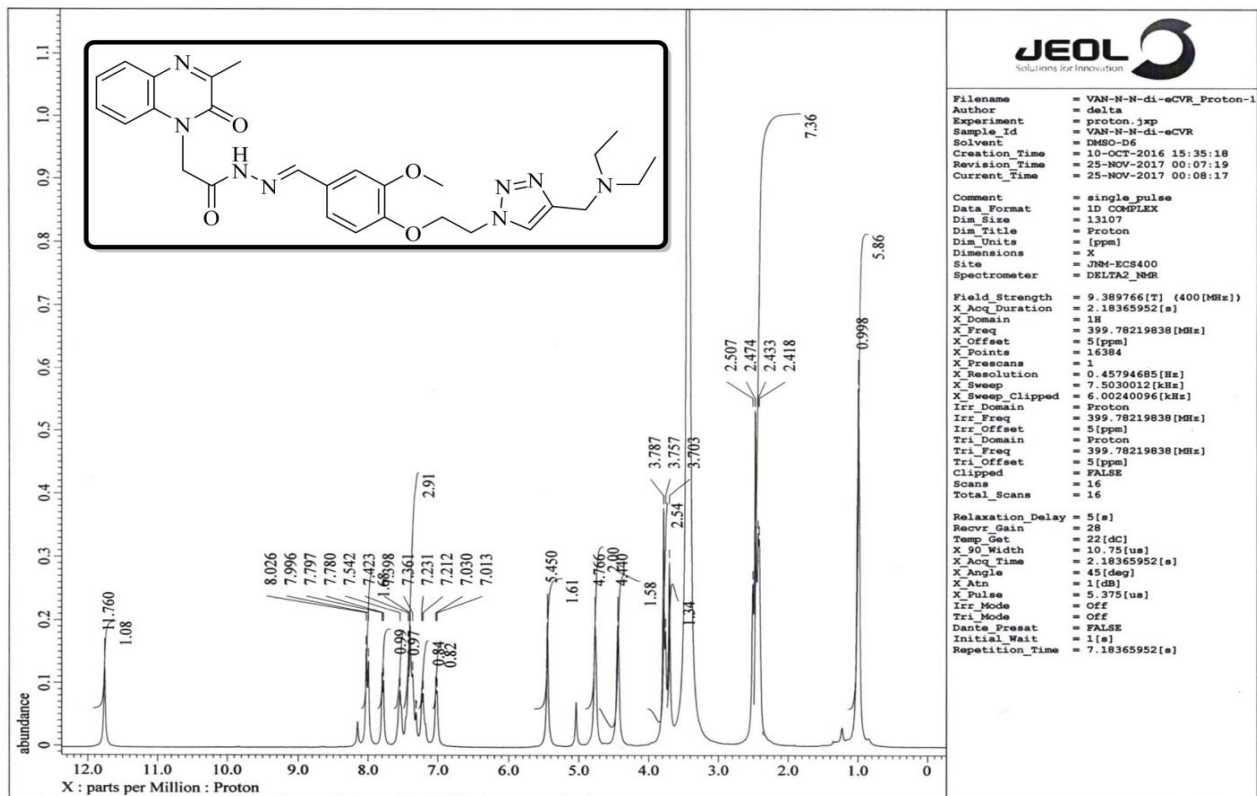 JEOL
Solutions for Innovation
Filename = VAN-N-N-di-eCVR_Proton-1
Author = delta
Experiment = proton.jxp
Sample_Id = VAN-N-N-di-eCVR
Solvent = DMSO-D6
Creation_Time = 10-OCT-2016 15:35:18
Revision_Time = 25-NOV-2017 00:07:19
Current_Time = 25-NOV-2017 00:08:17
Comment = single_pulse
Data_Format = 1D COMPLEX
Dim_Size = 13107
Dim_Title = Proton
Dim_Units = [ppm]
Dimensions = X
Site = JNM-ECS400
Spectrometer = DELTA2_NMR
Field_Strength = 9.389766[T] (400[MHz])
X_Acq_Duration = 2.18365952[s]
X_Domain = 1H
X_Freq = 399.78219838[MHz]
X_Offset = 5[ppm]
X_Points = 16384
X_Prescans = 1
X_Resolution = 0.45794685[Hz]
X_Sweep = 7.5030012[kHz]
X_Sweep_Clipped = 6.00240096[kHz]
Irr_Domain = Proton
Irr_Freq = 399.78219838[MHz]
Irr_Offset = 5[ppm]
Tri_Domain = Proton
Tri_Freq = 399.78219838[MHz]
Tri_Offset = 5[ppm]
Clipped = FALSE
Scans = 16
Total_Scans = 16
Relaxation_Delay = 5[s]
Recvr_Gain = 28
Temp_Get = 22[dC]
X_90_Width = 10.75[us]
X_Acq_Time = 2.18365952[s]
X_Angle = 45[deg]
X_Atn = 1[dB]
X_Pulse = 5.375[us]
Irr_Mode = Off
Tri_Mode = Off
Dante_Presat = FALSE
Initial_Wait = 1[s]
Repetition_Time = 7.18365952[s]
N
N
O
O
H
N
N
O
O
N
N
N
N
1.1
1.0
0.9
0.8
0.7
0.6
0.5
0.4
0.3
0.2
0.1
0
abundance
11.760
1.08
8.026
7.996
7.797
7.780
7.542
7.423
7.398
7.361
7.231
7.212
7.030
7.013
1.68
0.99
0.97
2.91
0.84
0.82
5.450
1.61
4.766
2.00
4.440
1.58
3.787
3.757
3.703
2.54
1.34
2.507
2.474
2.433
2.418
7.36
0.998
5.86
12.0 11.0 10.0 9.0 8.0 7.0 6.0 5.0 4.0 3.0 2.0 1.0 0
X : parts per Million : Proton